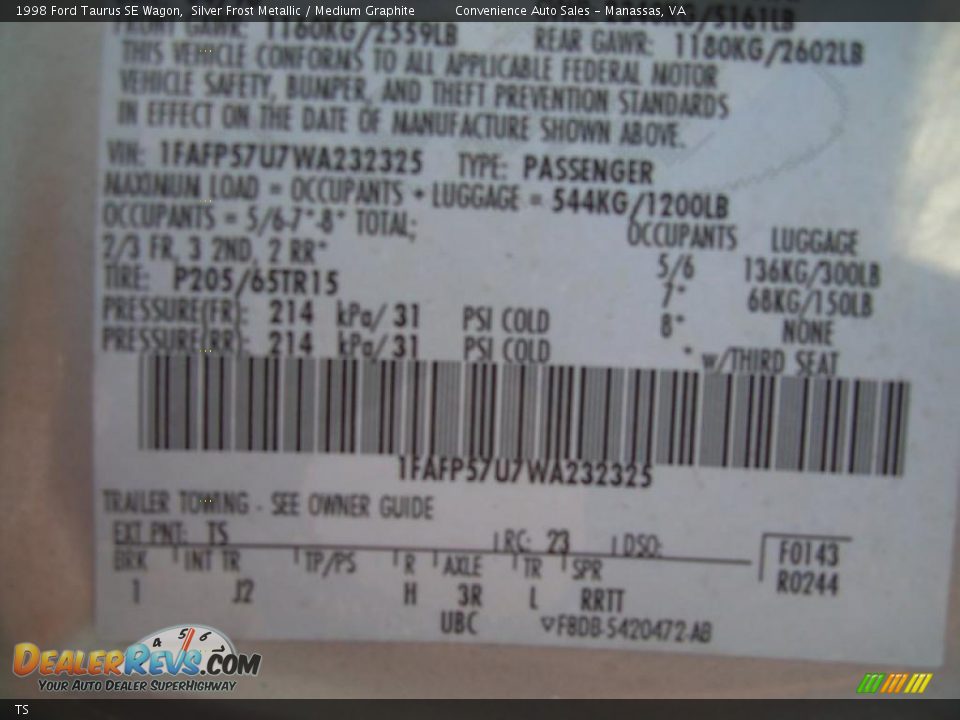 1998 Ford Taurus SE Wagon, Silver Frost Metallic / Medium Graphite Convenience Auto Sales - Manassas, VA
/5161LB
FRONT GAWR: 1160KG/2559LB REAR GAWR: 1180KG/2602LB
THIS VEHICLE CONFORMS TO ALL APPLICABLE FEDERAL MOTOR
VEHICLE SAFETY, BUMPER, AND THEFT PREVENTION STANDARDS
IN EFFECT ON THE DATE OF MANUFACTURE SHOWN ABOVE.
VIN: 1FAFP57U7WA232325 TYPE: PASSENGER
MAXIMUM LOAD = OCCUPANTS + LUGGAGE = 544KG/1200LB
OCCUPANTS = 5/6-7*-8* TOTAL; OCCUPANTS LUGGAGE
2/3 FR, 3 2ND, 2 RR* 5/6 136KG/300LB
TIRE: P205/65TR15 7* 68KG/150LB
PRESSURE(FR): 214 kPa/ 31 PSI COLD 8* NONE
PRESSURE(RR): 214 kPa/ 31 PSI COLD * w/THIRD SEAT
1FAFP57U7WA232325
TRAILER TOWING - SEE OWNER GUIDE
EXT PNT: TS RC: 23 DSO: F0143
BRK INT TR TP/PS R AXLE TR SPR R0244
1 J2 H 3R L RRTT
UBC ▽F8DB-5420472-AB
4 5 6
DEALERREVS.COM
YOUR AUTO DEALER SUPERHIGHWAY
TS